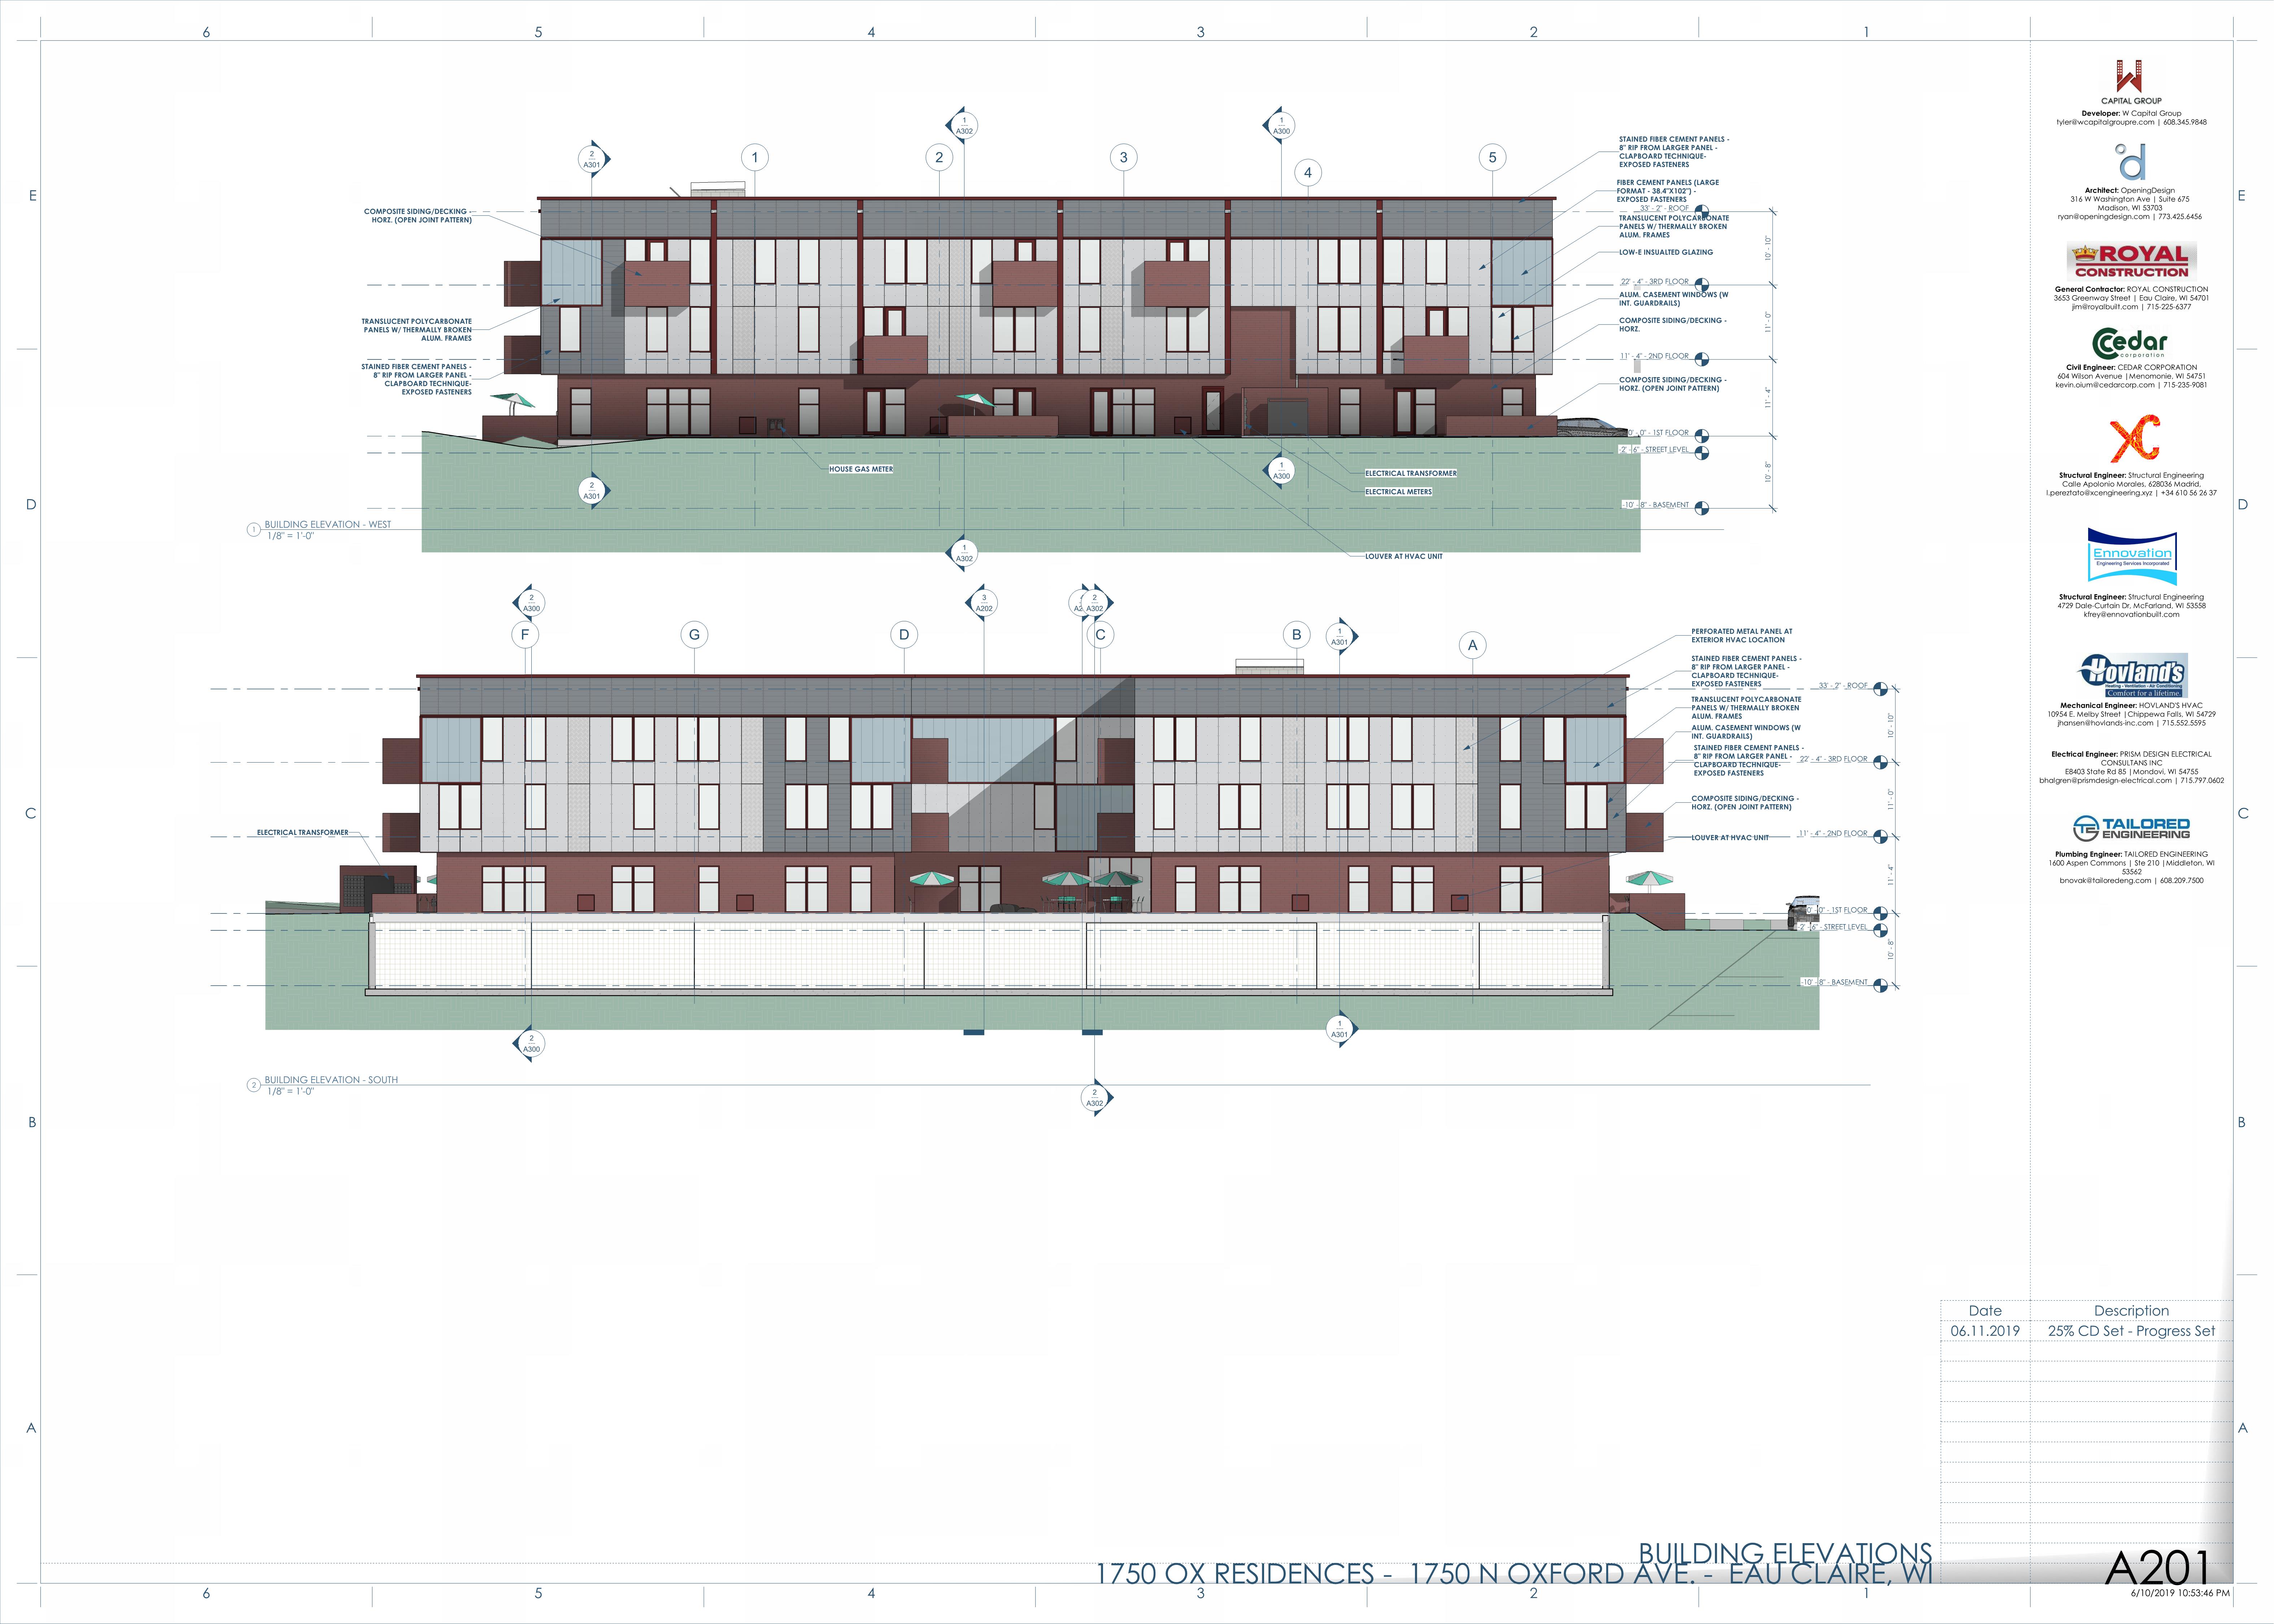 6 5 4 3 2 1
E
D
C
B
A
E
D
C
B
A
2
A301
1
1
A302
2
3
1
A300
4
5
COMPOSITE SIDING/DECKING -
HORZ. (OPEN JOINT PATTERN)
TRANSLUCENT POLYCARBONATE
PANELS W/ THERMALLY BROKEN
ALUM. FRAMES
STAINED FIBER CEMENT PANELS -
8" RIP FROM LARGER PANEL -
CLAPBOARD TECHNIQUE-
EXPOSED FASTENERS
STAINED FIBER CEMENT PANELS -
8" RIP FROM LARGER PANEL -
CLAPBOARD TECHNIQUE-
EXPOSED FASTENERS
FIBER CEMENT PANELS (LARGE
FORMAT - 38.4"X102") -
EXPOSED FASTENERS
33' - 2" - ROOF
TRANSLUCENT POLYCARBONATE
PANELS W/ THERMALLY BROKEN
ALUM. FRAMES
LOW-E INSUALTED GLAZING
22' - 4" - 3RD FLOOR
ALUM. CASEMENT WINDOWS (W
INT. GUARDRAILS)
COMPOSITE SIDING/DECKING -
HORZ.
11' - 4" - 2ND FLOOR
COMPOSITE SIDING/DECKING -
HORZ. (OPEN JOINT PATTERN)
0' - 0" - 1ST FLOOR
-2' - 6" - STREET LEVEL
-10' - 8" - BASEMENT
10' - 10"
11' - 0"
11' - 4"
10' - 8"
HOUSE GAS METER
ELECTRICAL TRANSFORMER
ELECTRICAL METERS
LOUVER AT HVAC UNIT
2
A301
1
A300
1
A302
1 BUILDING ELEVATION - WEST
1/8" = 1'-0"
2
A300
3
A202
2
A302
1
A301
F
G
D
C
B
A
ELECTRICAL TRANSFORMER
PERFORATED METAL PANEL AT
EXTERIOR HVAC LOCATION
STAINED FIBER CEMENT PANELS -
8" RIP FROM LARGER PANEL -
CLAPBOARD TECHNIQUE-
EXPOSED FASTENERS
33' - 2" - ROOF
TRANSLUCENT POLYCARBONATE
PANELS W/ THERMALLY BROKEN
ALUM. FRAMES
ALUM. CASEMENT WINDOWS (W
INT. GUARDRAILS)
STAINED FIBER CEMENT PANELS -
8" RIP FROM LARGER PANEL -
CLAPBOARD TECHNIQUE-
EXPOSED FASTENERS
22' - 4" - 3RD FLOOR
COMPOSITE SIDING/DECKING -
HORZ. (OPEN JOINT PATTERN)
LOUVER AT HVAC UNIT
11' - 4" - 2ND FLOOR
0' - 0" - 1ST FLOOR
-2' - 6" - STREET LEVEL
-10' - 8" - BASEMENT
10' - 10"
11' - 0"
11' - 4"
10' - 8"
2
A300
1
A301
2
A302
2 BUILDING ELEVATION - SOUTH
1/8" = 1'-0"
CAPITAL GROUP
Developer: W Capital Group
tyler@wcapitalgroupre.com | 608.345.9848
Architect: OpeningDesign
316 W Washington Ave | Suite 675
Madison, WI 53703
ryan@openingdesign.com | 773.425.6456
ROYAL
CONSTRUCTION
General Contractor: ROYAL CONSTRUCTION
3653 Greenway Street | Eau Claire, WI 54701
jim@royalbuilt.com | 715-225-6377
Cedar
corporation
Civil Engineer: CEDAR CORPORATION
604 Wilson Avenue |Menomonie, WI 54751
kevin.oium@cedarcorp.com | 715-235-9081
XC
Structural Engineer: Structural Engineering
Calle Apolonio Morales, 628036 Madrid,
l.pereztato@xcengineering.xyz | +34 610 56 26 37
Ennovation
Engineering Services Incorporated
Structural Engineer: Structural Engineering
4729 Dale-Curtain Dr, McFarland, WI 53558
kfrey@ennovationbuilt.com
Hovland's
Heating - Ventilation - Air Conditioning
Comfort for a lifetime.
Mechanical Engineer: HOVLAND'S HVAC
10954 E. Melby Street |Chippewa Falls, WI 54729
jhansen@hovlands-inc.com | 715.552.5595
Electrical Engineer: PRISM DESIGN ELECTRICAL
CONSULTANS INC
E8403 State Rd 85 |Mondovi, WI 54755
bhalgren@prismdesign-electrical.com | 715.797.0602
TAILORED
ENGINEERING
Plumbing Engineer: TAILORED ENGINEERING
1600 Aspen Commons | Ste 210 |Middleton, WI
53562
bnovak@tailoredeng.com | 608.209.7500
Date Description
06.11.2019 25% CD Set - Progress Set
BUILDING ELEVATIONS
1750 OX RESIDENCES - 1750 N OXFORD AVE. - EAU CLAIRE, WI
A201
6/10/2019 10:53:46 PM
6 5 4 3 2 1